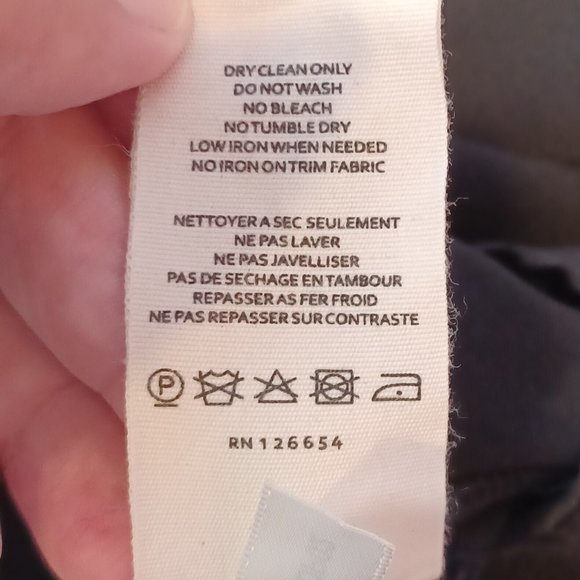 DRY CLEAN ONLY
DO NOT WASH
NO BLEACH
NO TUMBLE DRY
LOW IRON WHEN NEEDED
NO IRON ON TRIM FABRIC
NETTOYER A SEC SEULEMENT
NE PAS LAVER
NE PAS JAVELLISER
PAS DE SECHAGE EN TAMBOUR
REPASSER AS FER FROID
NE PAS REPASSER SUR CONTRASTE
P
RN 126654